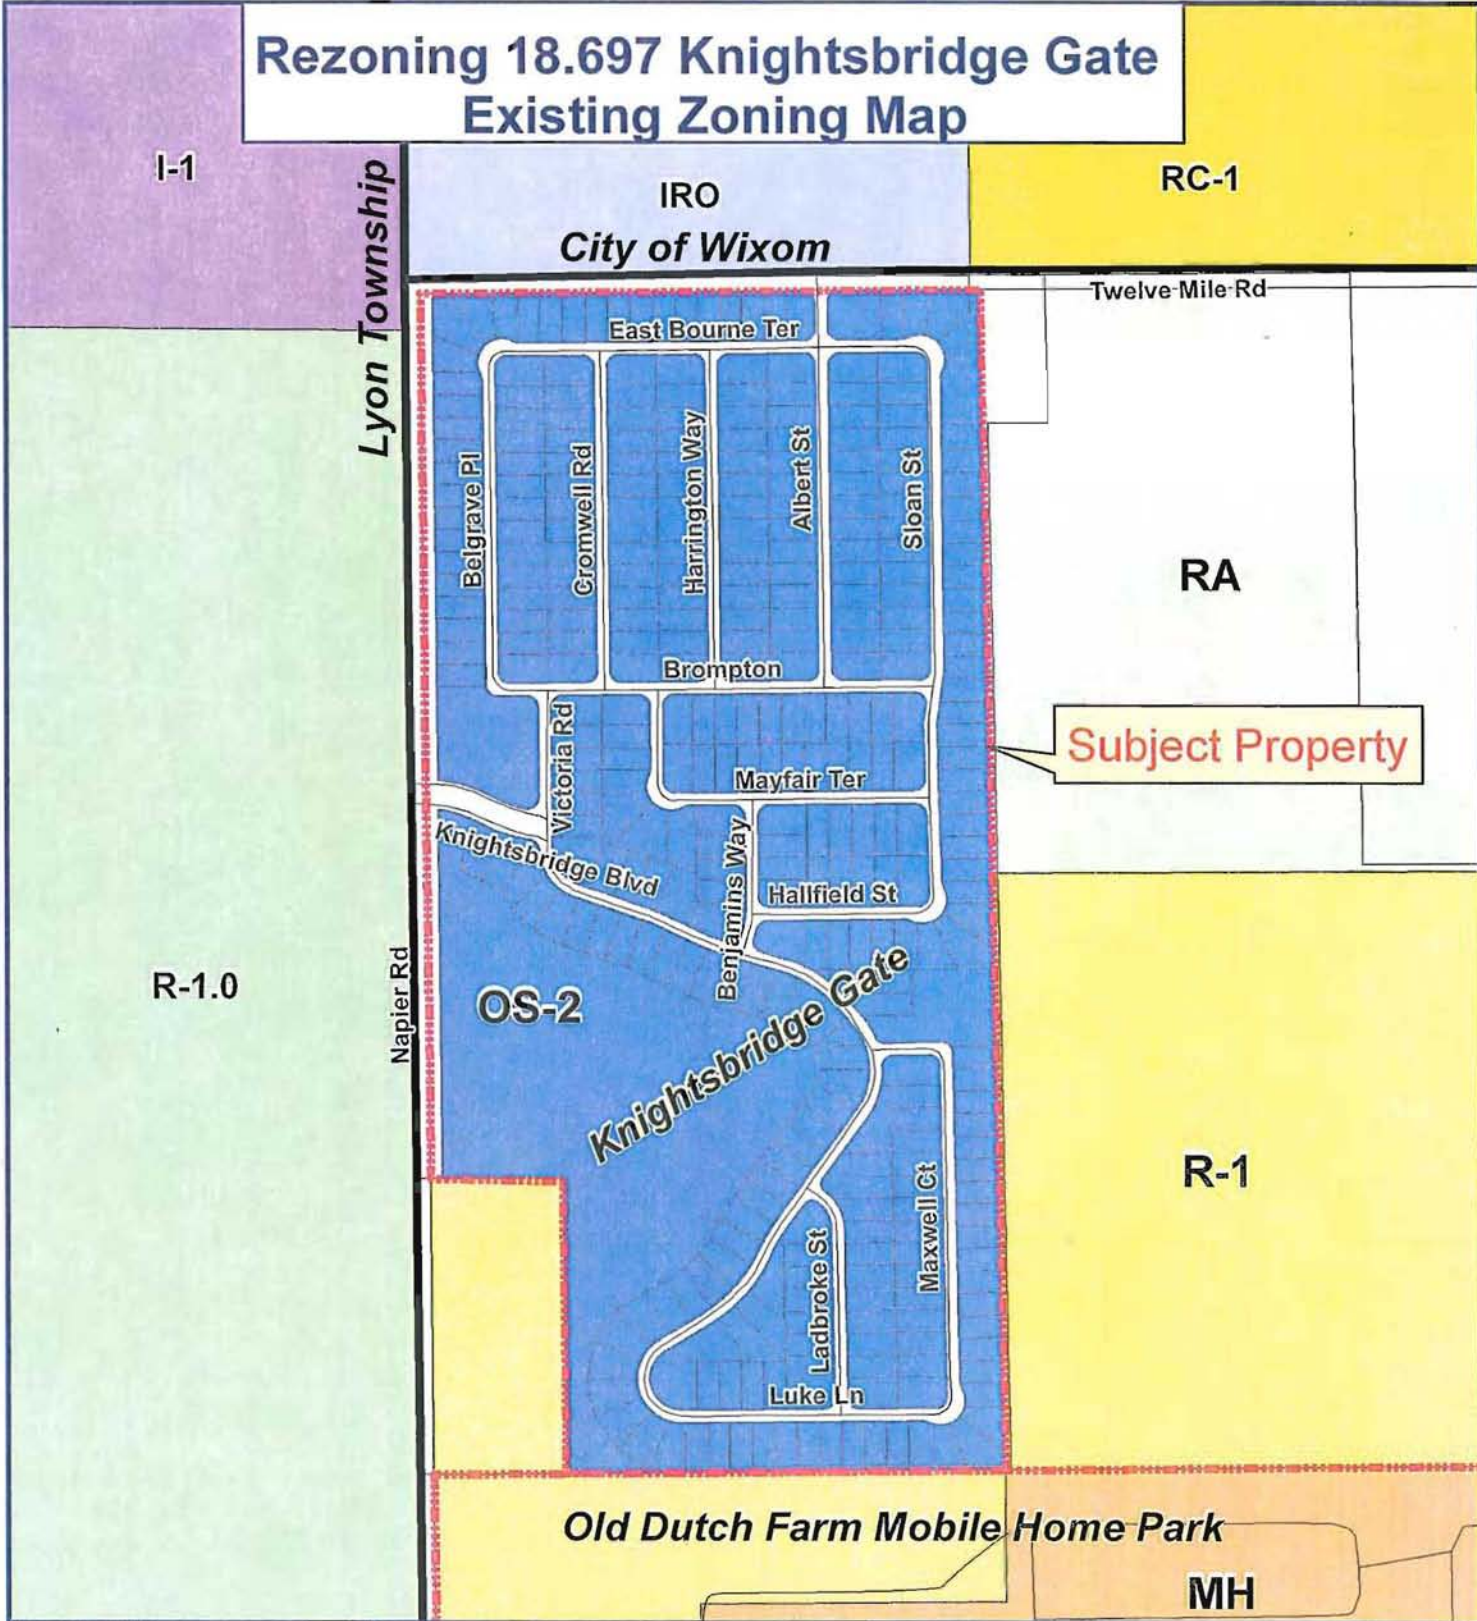 Rezoning 18.697 Knightsbridge Gate
Existing Zoning Map
I-1
Lyon Township
IRO
City of Wixom
RC-1
Twelve Mile Rd
East Bourne Ter
Belgrave Pl
Cromwell Rd
Harrington Way
Albert St
Sloan St
RA
Brompton
Victoria Rd
Subject Property
Mayfair Ter
Knightsbridge Blvd
Benjamins Way
Hallfield St
Napier Rd
R-1.0
OS-2
Knightsbridge Gate
R-1
Maxwell Ct
Ladbroke St
Luke Ln
Old Dutch Farm Mobile Home Park
MH